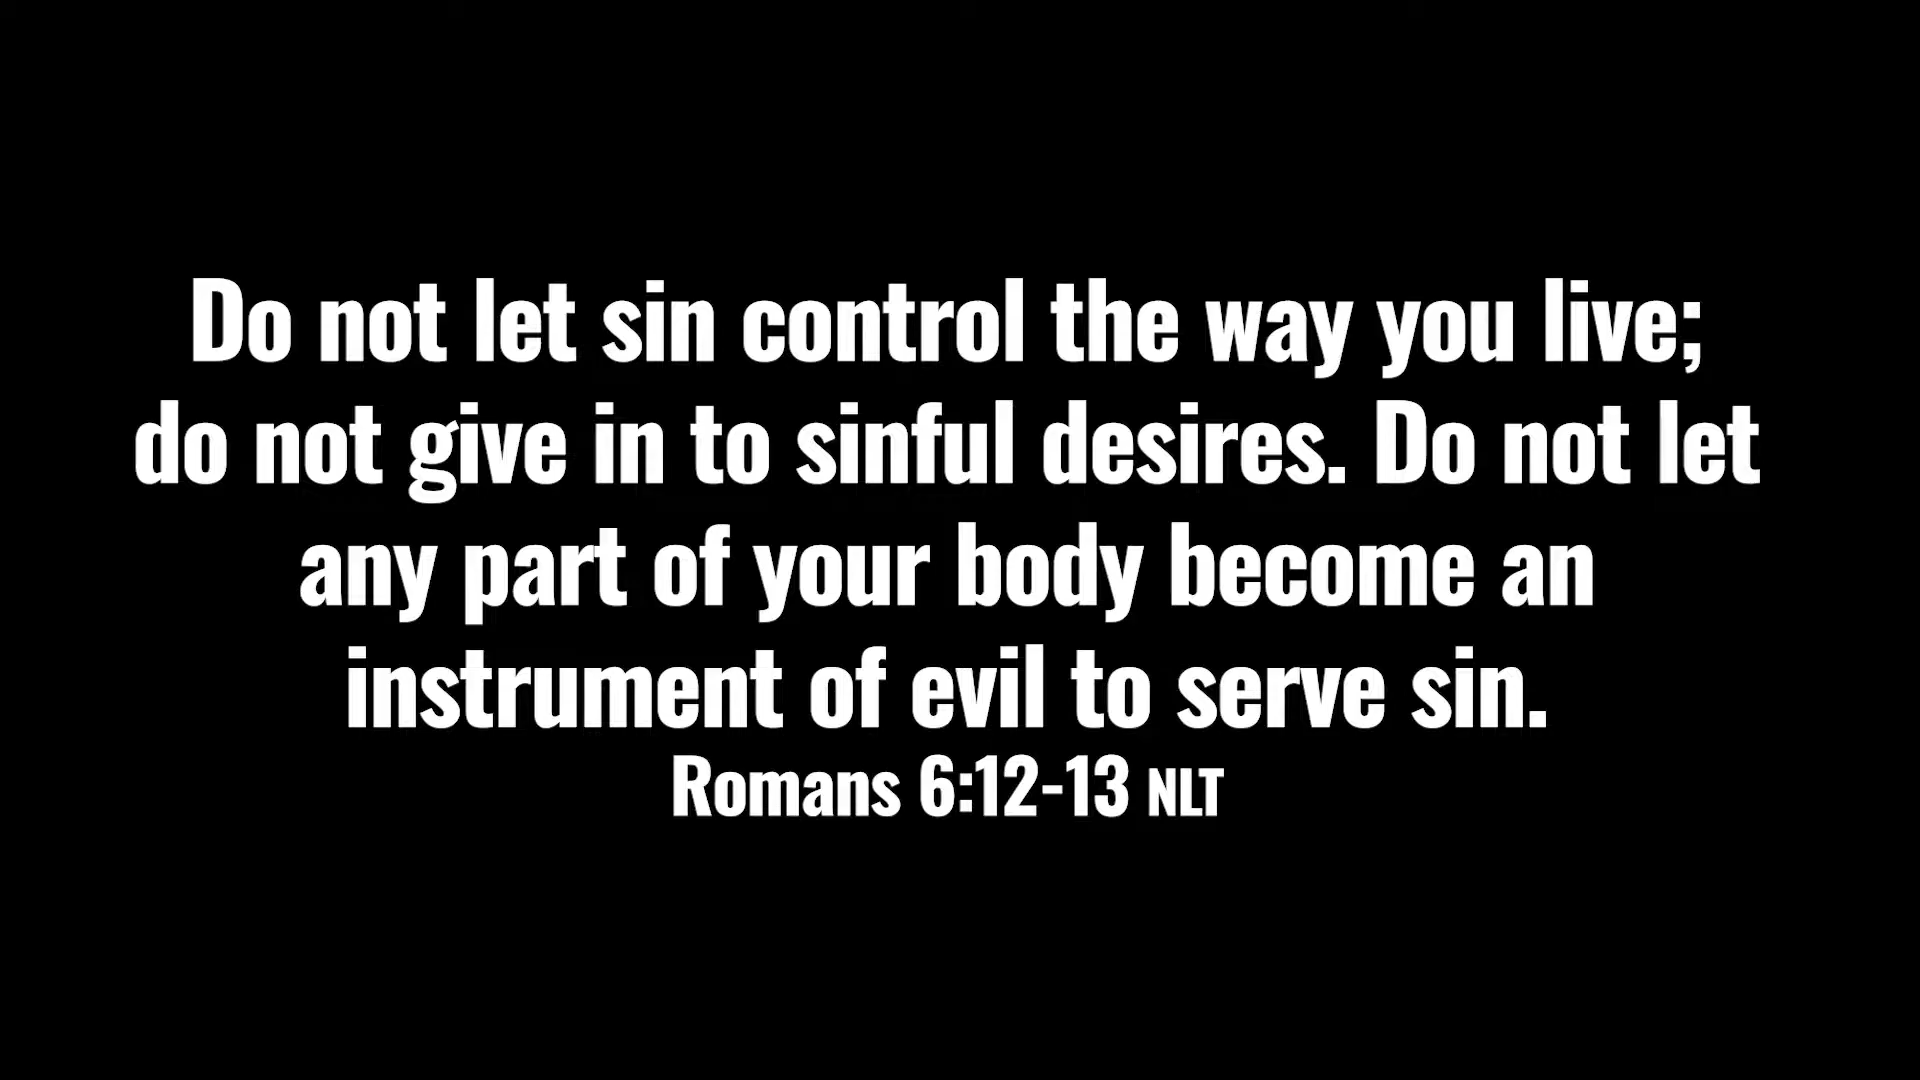 Do not let sin control the way you live;
do not give in to sinful desires. Do not let
any part of your body become an
instrument of evil to serve sin.
Romans 6:12-13 NLT